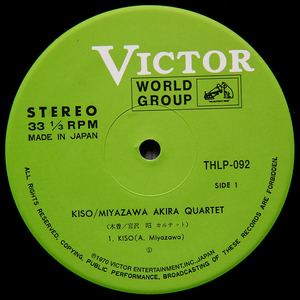 VICTOR
WORLD
GROUP
STEREO
33 ⅓ RPM
MADE IN JAPAN
THLP-092
SIDE 1
KISO/MIYAZAWA AKIRA QUARTET
(木曽/宮沢 昭 カルテット)
1. KISO(A. Miyazawa)
①
ALL RIGHTS RESERVED. UNAUTHORIZED COPYING, PUBLIC PERFORMANCE, BROADCASTING OF THESE RECORDS ARE FORBIDDEN.
℗1970 VICTOR ENTERTAINMENT, INC., JAPAN